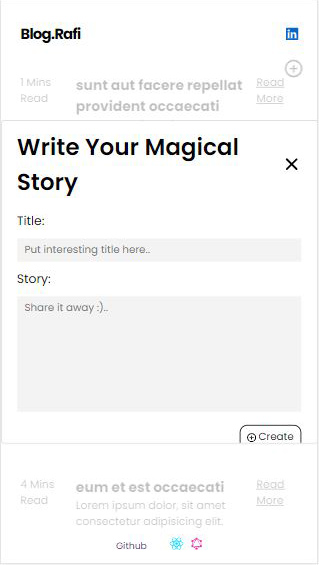 Blog.Rafi
1 Mins sunt aut facere repellat Read
Read provident occaecati More
Write Your Magical
Story
Title:
Put interesting title here..
Story:
Share it away :)..
Create
4 Mins eum et est occaecati Read
Read Lorem ipsum dolor, sit amet More
consectetur adipisicing elit.
Github